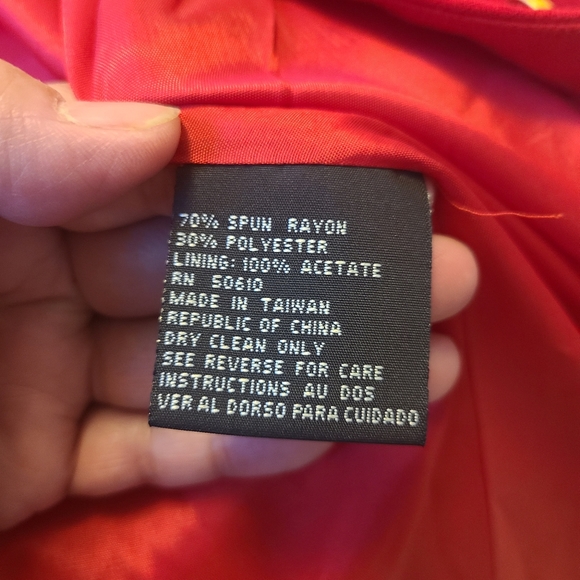 70% SPUN RAYON
30% POLYESTER
LINING: 100% ACETATE
RN 50610
MADE IN TAIWAN
REPUBLIC OF CHINA
DRY CLEAN ONLY
SEE REVERSE FOR CARE
INSTRUCTIONS AU DOS
VER AL DORSO PARA CUIDADO